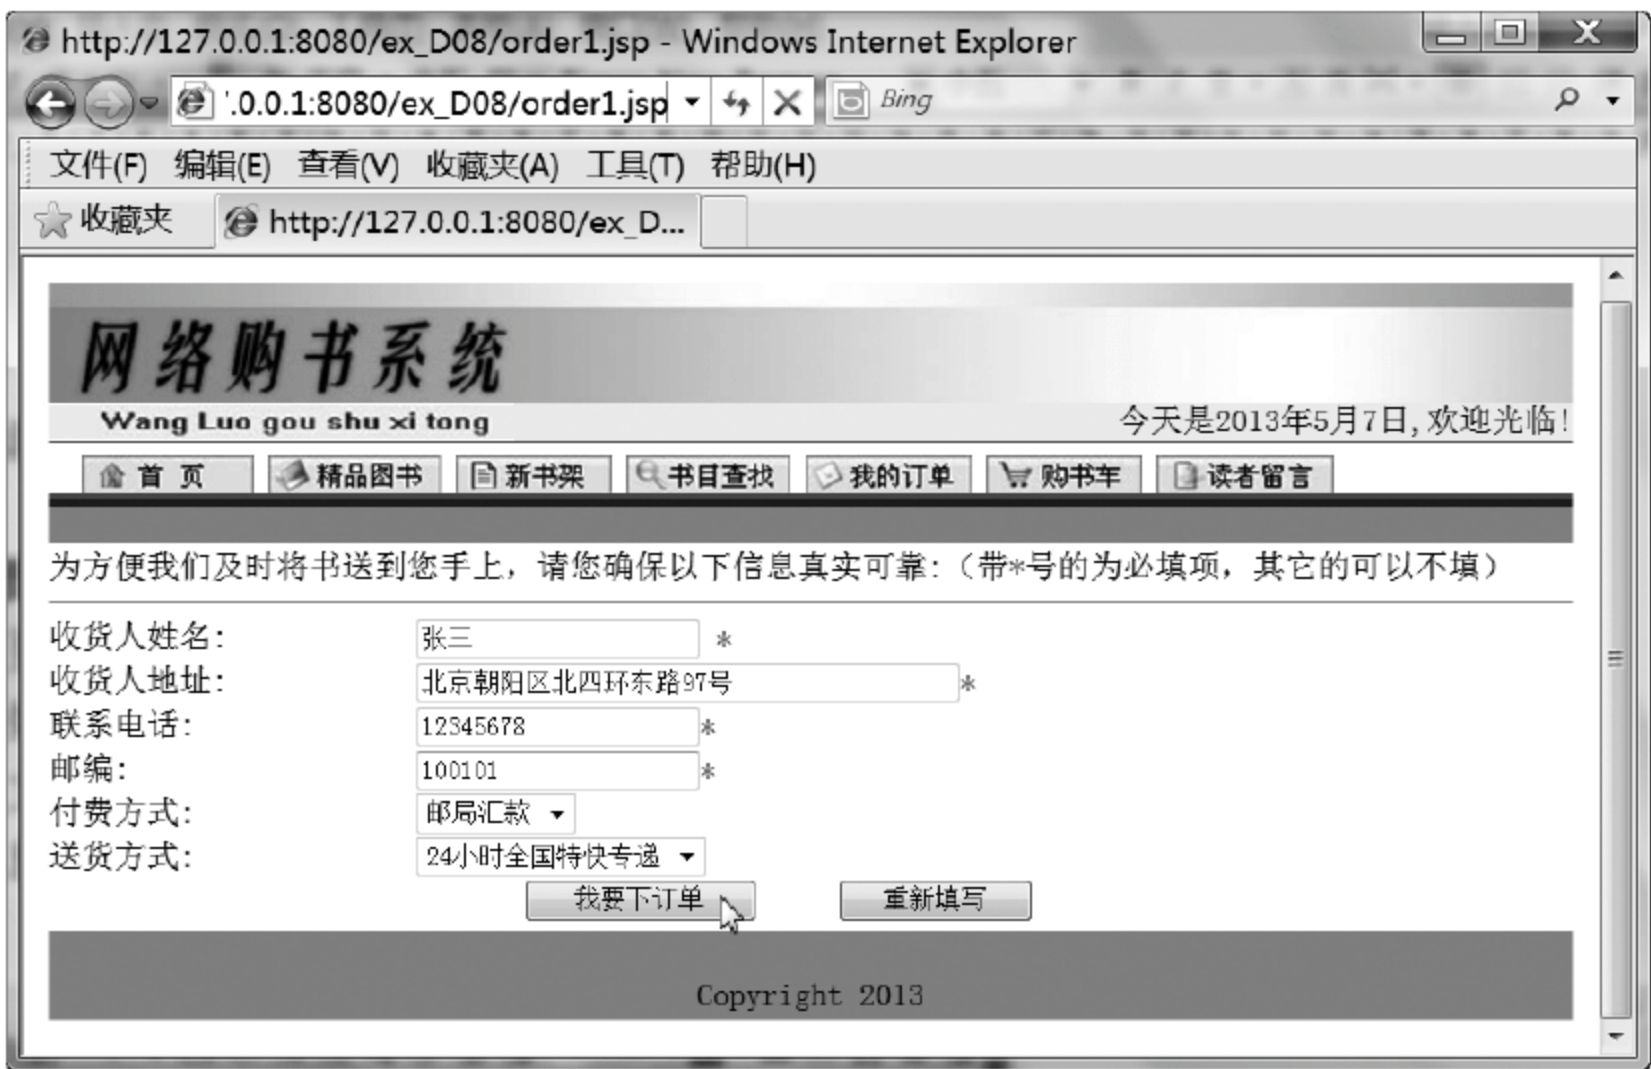 http://127.0.0.1:8080/ex_D08/order1.jsp - Windows Internet Explorer
'.0.0.1:8080/ex_D08/order1.jsp Bing
文件(F) 编辑(E) 查看(V) 收藏夹(A) 工具(T) 帮助(H)
收藏夹 http://127.0.0.1:8080/ex_D...
网络购书系统
Wang Luo gou shu xi tong
今天是2013年5月7日,欢迎光临!
首页 精品图书 新书架 书目查找 我的订单 购书车 读者留言
为方便我们及时将书送到您手上，请您确保以下信息真实可靠:（带*号的为必填项，其它的可以不填）
收货人姓名: 张三 *
收货人地址: 北京朝阳区北四环东路97号 *
联系电话: 12345678 *
邮编: 100101 *
付费方式: 邮局汇款
送货方式: 24小时全国特快专递
我要下订单 重新填写
Copyright 2013